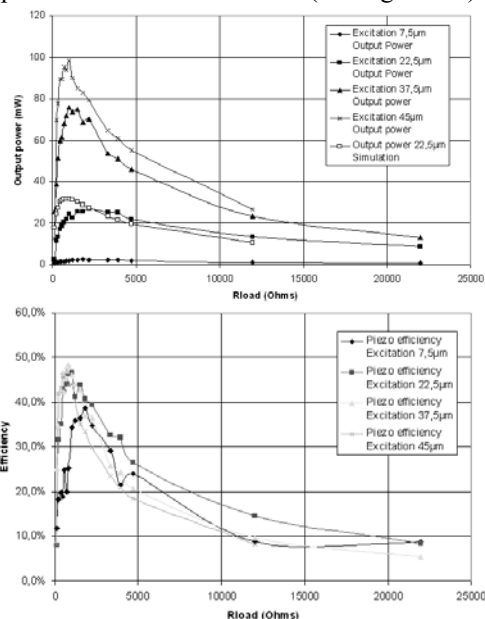 120
100
80
60
40
20
0
Output power (mW)
Excitation 7,5µm
Output Power
Excitation 22,5µm
Output Power
Excitation 37,5µm
Output power
Excitation 45µm
Output power
Output power 22,5µm
Simulation
0 5000 10000 15000 20000 25000
Rload (Ohms)
60,0%
50,0%
40,0%
30,0%
20,0%
10,0%
0,0%
Efficiency
Piezo efficiency
Excitation 7,5µm
Piezo efficiency
Excitation 22,5µm
Piezo efficiency
Excitation 37,5µm
Piezo efficiency
Excitation 45µm
0 5000 10000 15000 20000 25000
Rload (Ohms)